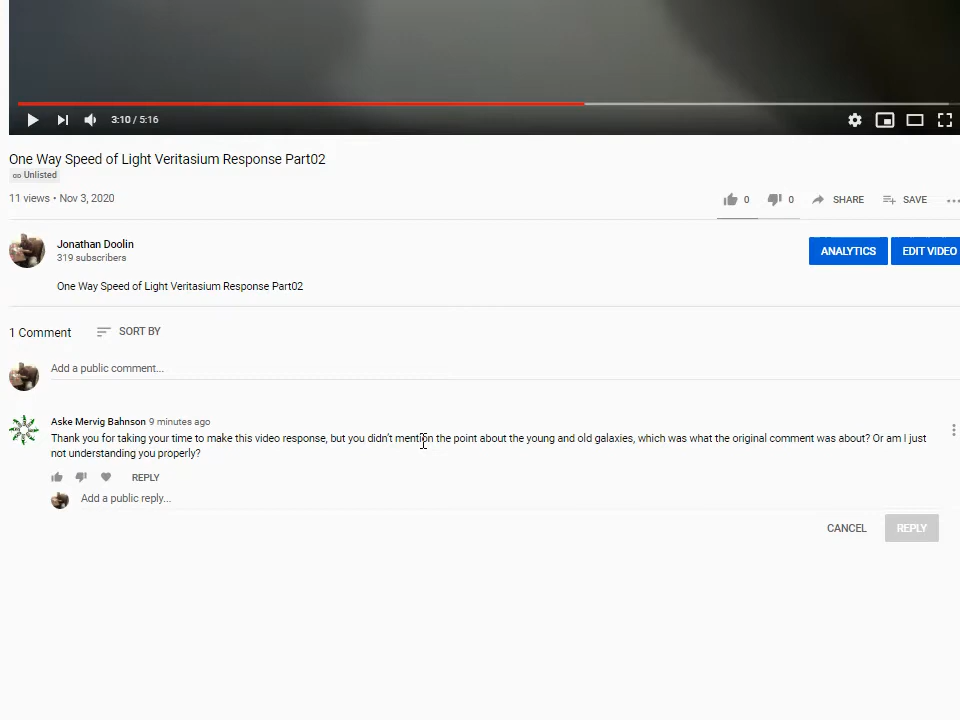 3:10 / 5:16
One Way Speed of Light Veritasium Response Part02
Unlisted
11 views • Nov 3, 2020
0 0 SHARE SAVE
Jonathan Doolin
319 subscribers
ANALYTICS EDIT VIDEO
One Way Speed of Light Veritasium Response Part02
1 Comment SORT BY
Add a public comment...
Aske Mervig Bahnson 9 minutes ago
Thank you for taking your time to make this video response, but you didn't mention the point about the young and old galaxies, which was what the original comment was about? Or am I just
not understanding you properly?
REPLY
Add a public reply...
CANCEL REPLY